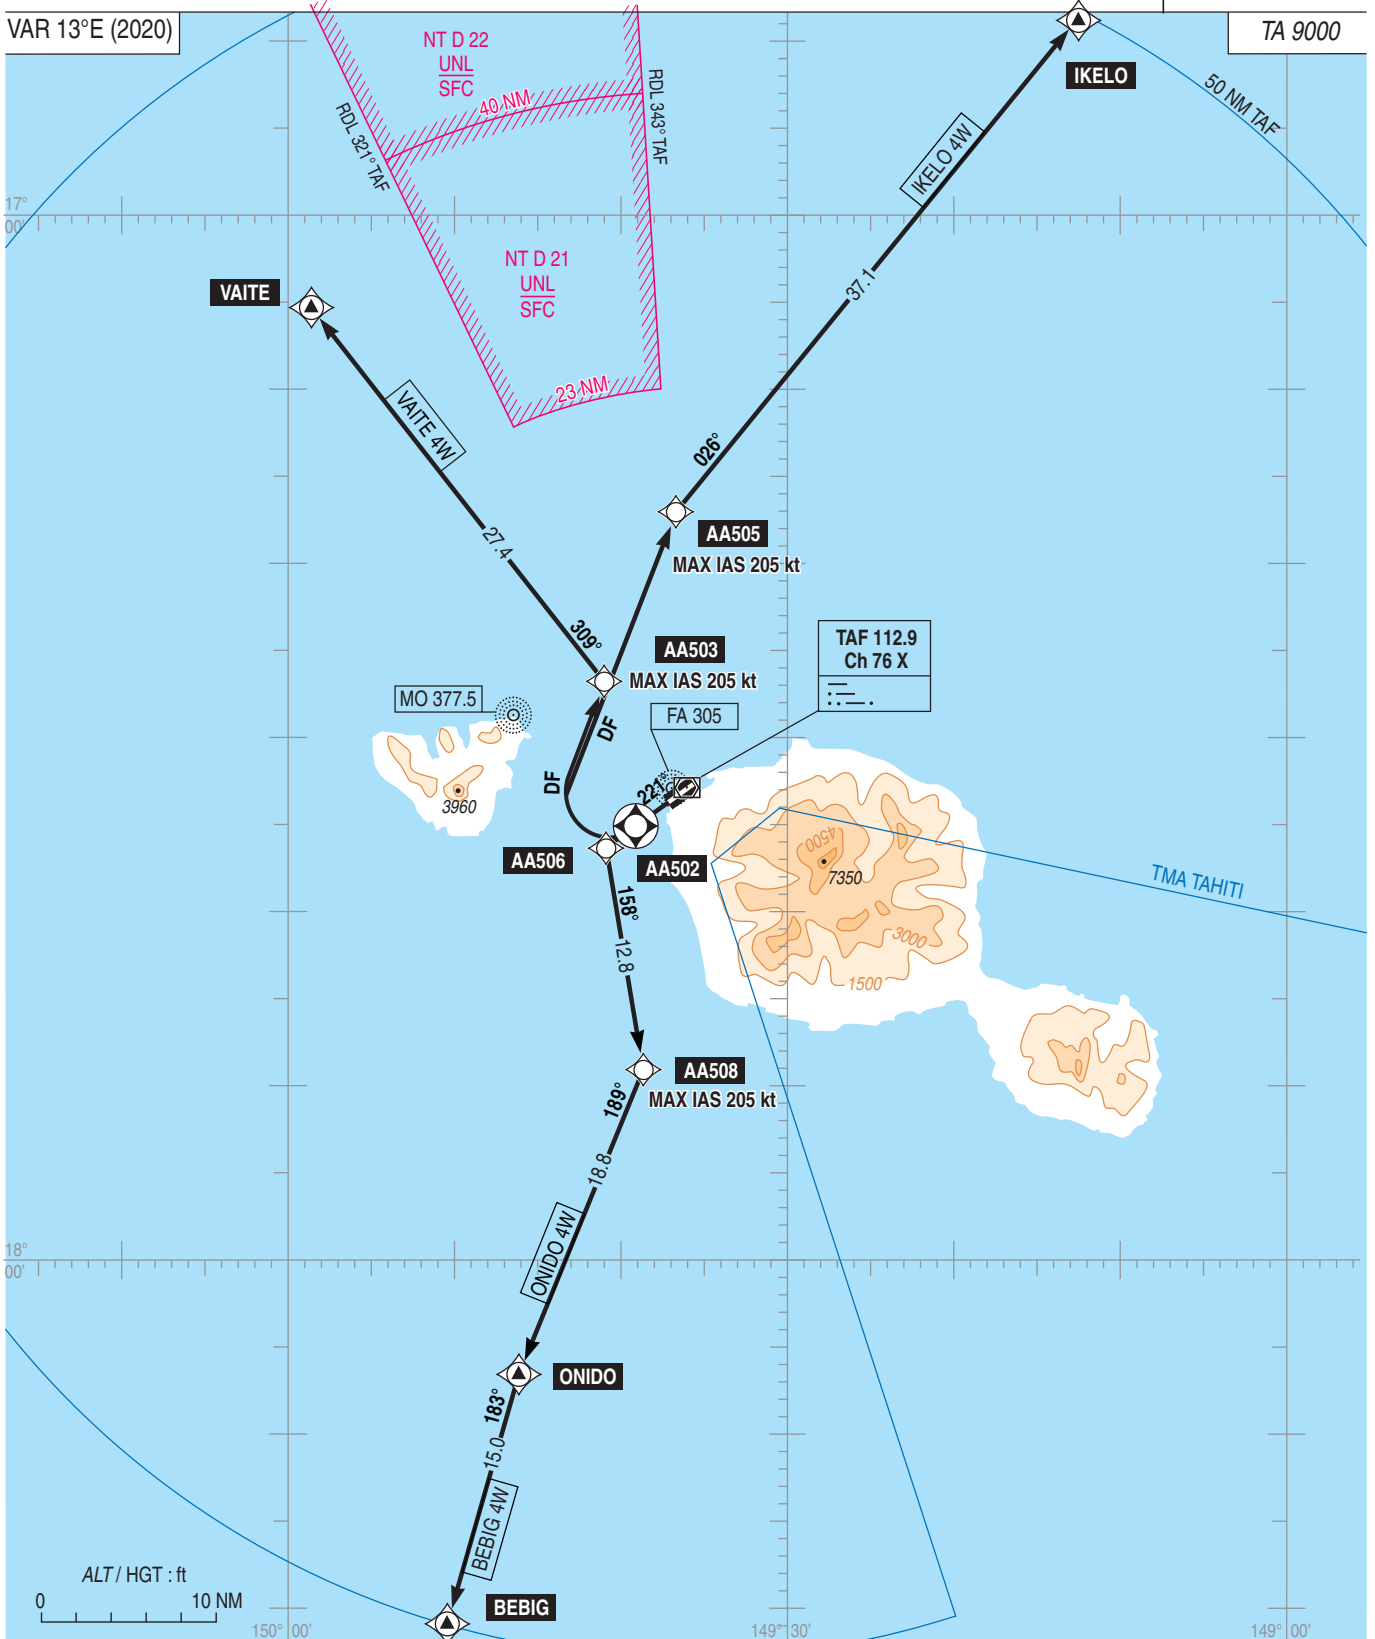 VAR 13°E (2020)
TA 9000
NT D 22
UNL
SFC
40 NM
RDL 321° TAF
RDL 343° TAF
IKELO
50 NM TAF
IKELO 4W
17°
00'
NT D 21
UNL
SFC
VAITE
37.1
23 NM
VAITE 4W
026°
27.4
AA505
MAX IAS 205 kt
309°
AA503
MAX IAS 205 kt
TAF 112.9
Ch 76 X
MO 377.5
FA 305
DF
DF
221°
3960
4500
7350
AA506
AA502
TMA TAHITI
158°
3000
12.8
1500
AA508
MAX IAS 205 kt
189°
18.8
ONIDO 4W
18°
00'
ONIDO
183°
15.0
BEBIG 4W
ALT / HGT : ft
0 10 NM
BEBIG
150° 00'
149° 30'
149° 00'